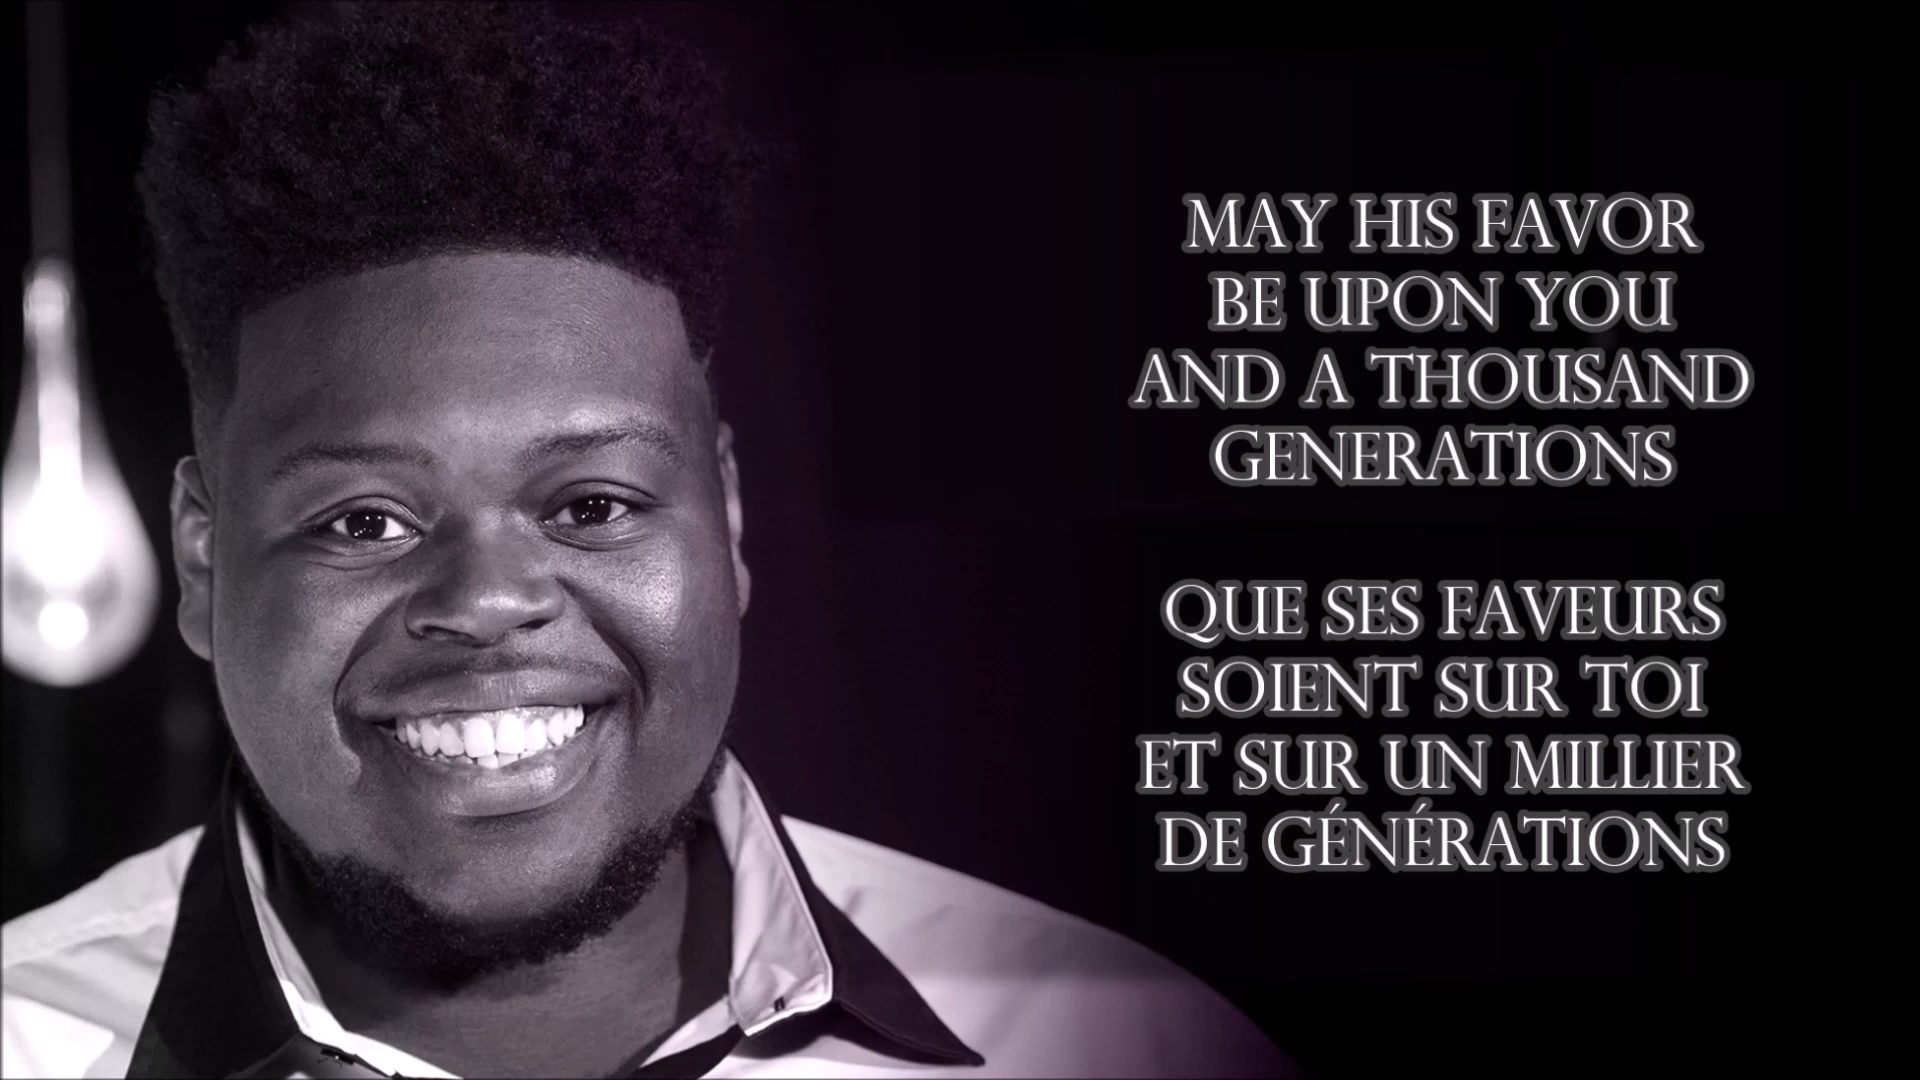 MAY HIS FAVOR
BE UPON YOU
AND A THOUSAND
GENERATIONS
QUE SES FAVEURS
SOIENT SUR TOI
ET SUR UN MILLIER
DE GÉNÉRATIONS